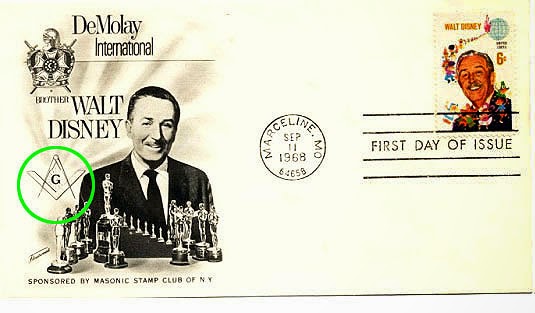 DeMolay
International
BROTHER
WALT
DISNEY
G
SPONSORED BY MASONIC STAMP CLUB OF N.Y
MARCELINE, MO
SEP
11
1968
64658
WALT DISNEY
UNITED
STATES
6¢
FIRST DAY OF ISSUE